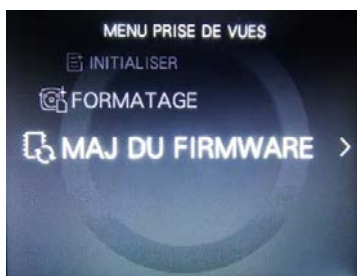 MENU PRISE DE VUES
INITIALISER
FORMATAGE
MAJ DU FIRMWARE